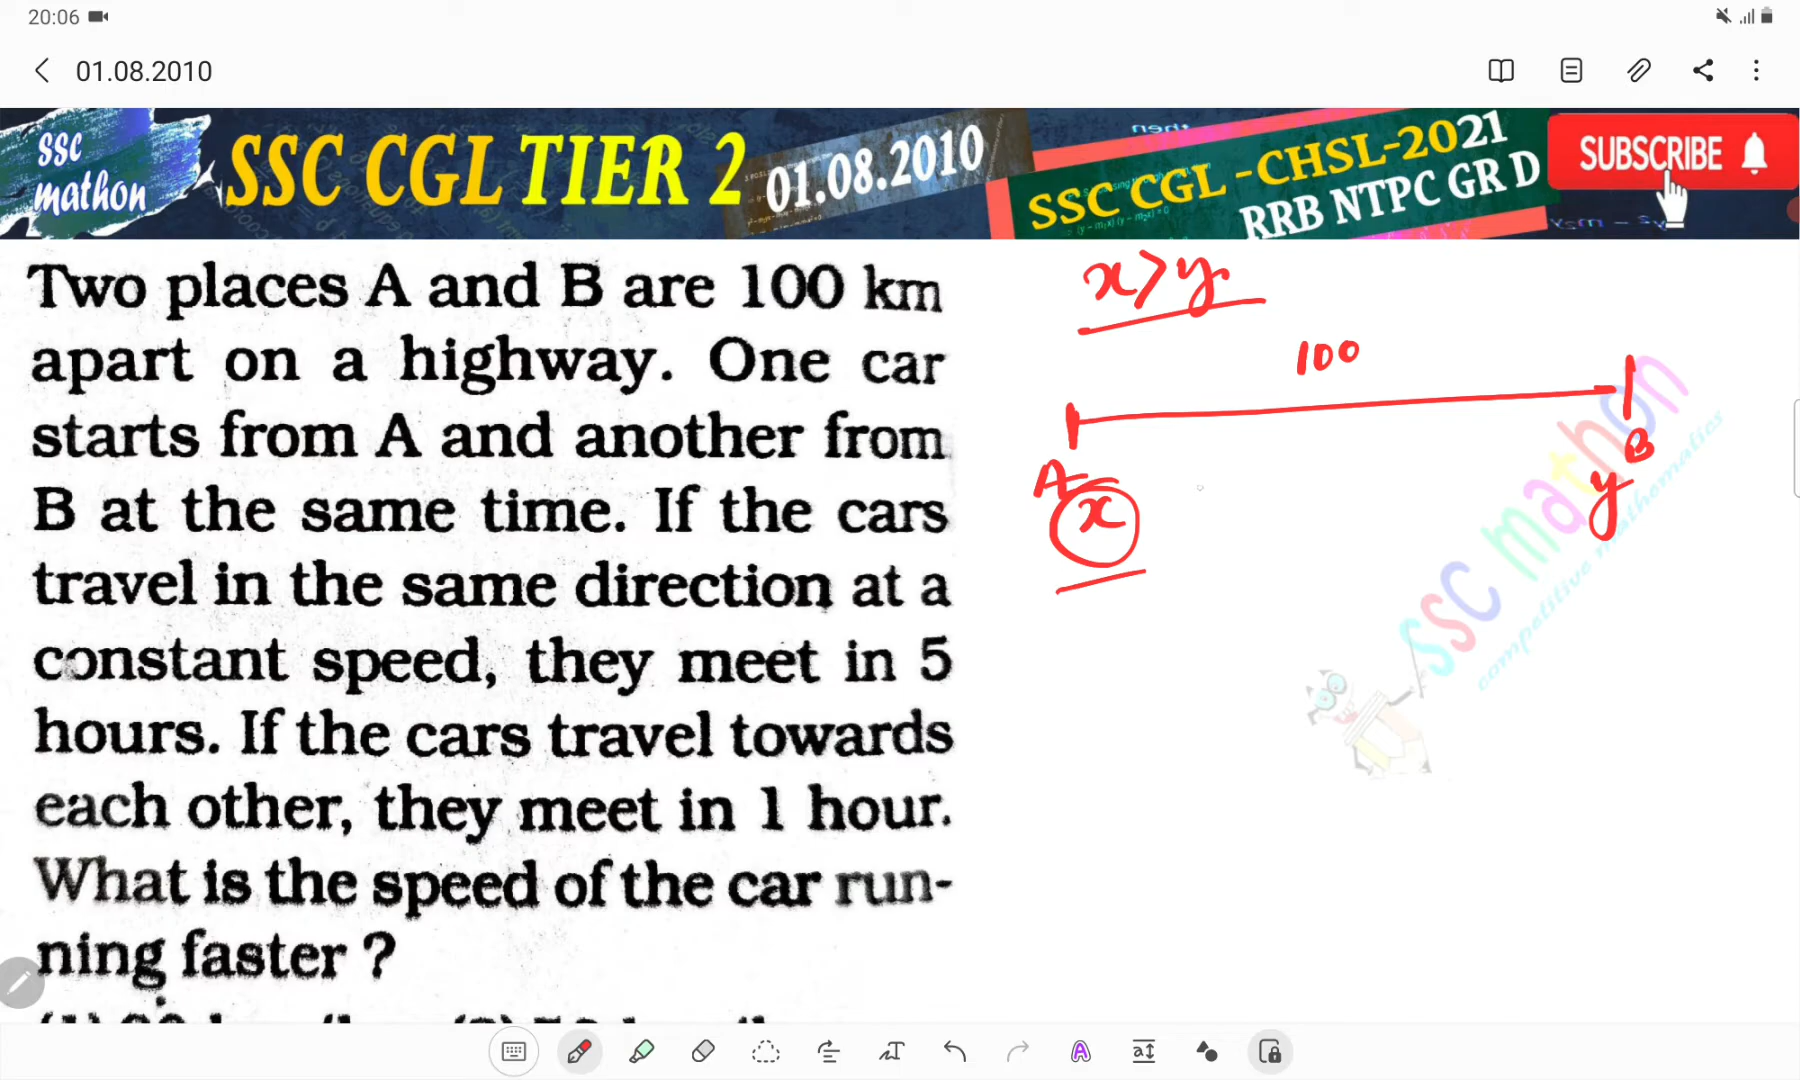 20:06
01.08.2010
SSC CGL TIER 2
01.08.2010
SSC CGL -CHSL-2021
RRB NTPC GR D
SUBSCRIBE
ssc
mathon
Two places A and B are 100 km
apart on a highway. One car
starts from A and another from
B at the same time. If the cars
travel in the same direction at a
constant speed, they meet in 5
hours. If the cars travel towards
each other, they meet in 1 hour.
What is the speed of the car run-
ning faster ?
x>y
100
A
B
x
y
SSC mathon
competitive mathematics